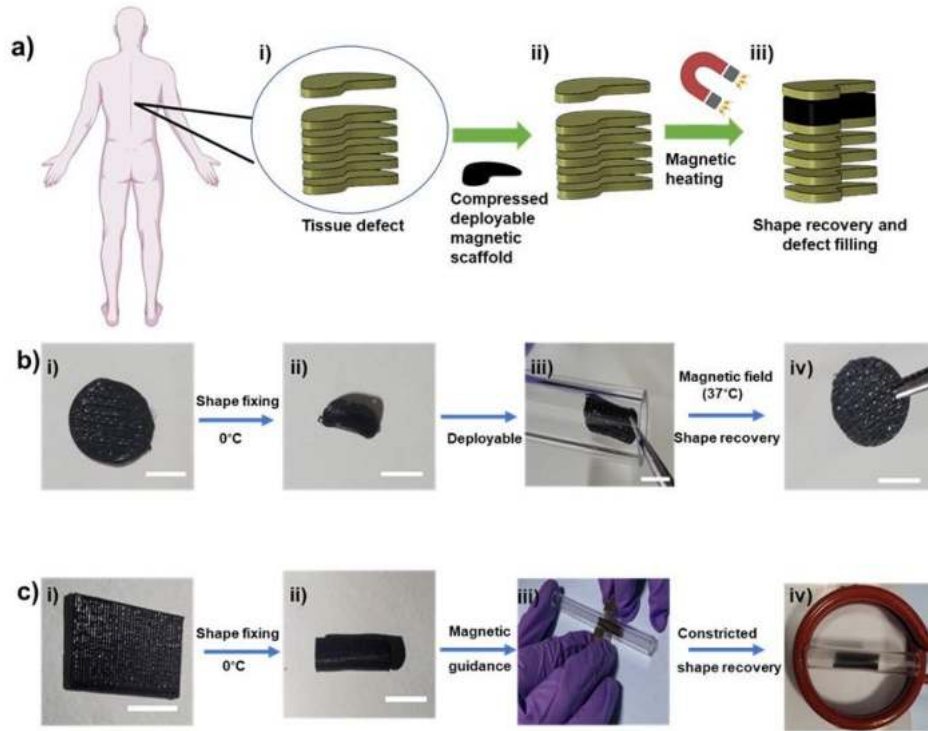 a)
i)
ii)
iii)
Tissue defect
Compressed
deployable
magnetic
scaffold
Magnetic
heating
Shape recovery and
defect filling
b)
i)
Shape fixing
0°C
ii)
Deployable
iii)
Magnetic field
(37°C)
Shape recovery
iv)
c)
i)
Shape fixing
0°C
ii)
Magnetic
guidance
iii)
Constricted
shape recovery
iv)